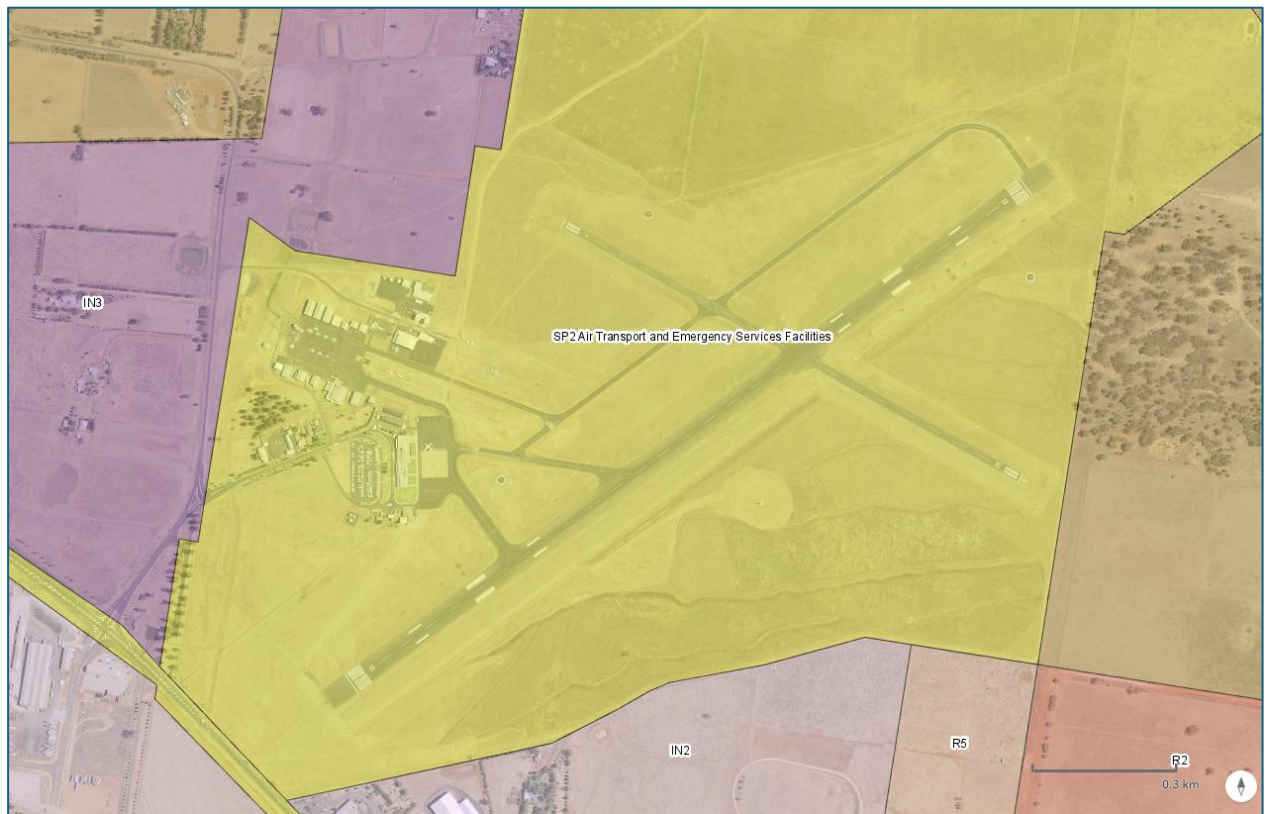 IN3
SP2 Air Transport and Emergency Services Facilities
IN2
R5
R2
0.3 km